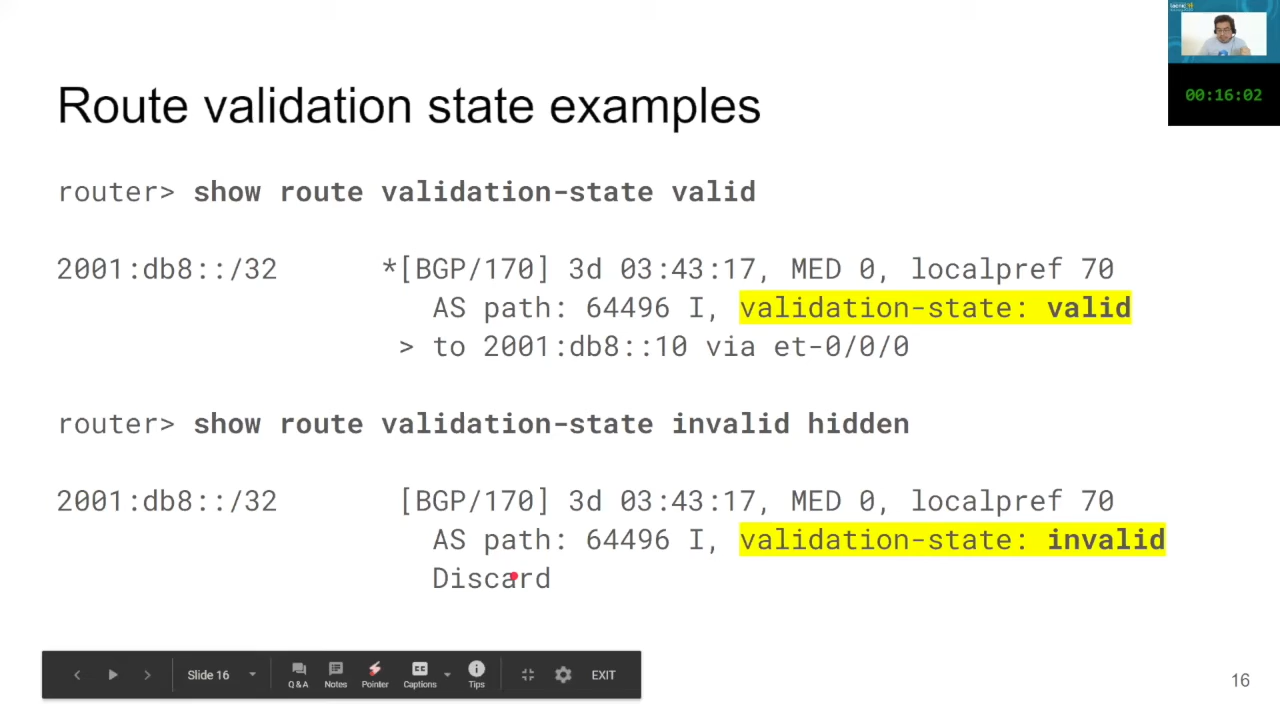 Route validation state examples
00:16:02
router> show route validation-state valid
2001:db8::/32 *[BGP/170] 3d 03:43:17, MED 0, localpref 70
AS path: 64496 I, validation-state: valid
> to 2001:db8::10 via et-0/0/0
router> show route validation-state invalid hidden
2001:db8::/32 [BGP/170] 3d 03:43:17, MED 0, localpref 70
AS path: 64496 I, validation-state: invalid
Discard
Slide 16
Q&A
Notes
Pointer
CC
Captions
Tips
EXIT
16